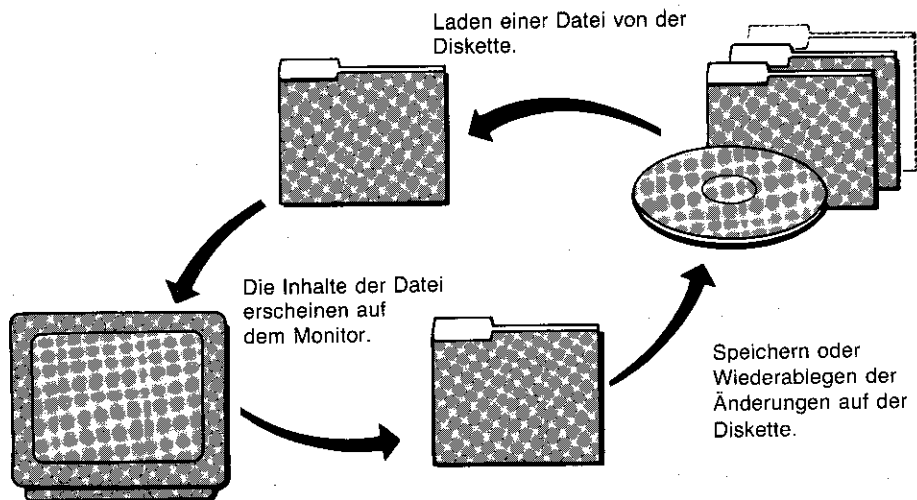 Laden einer Datei von der
Diskette.
Die Inhalte der Datei
erscheinen auf
dem Monitor.
Speichern oder
Wiederablegen der
Änderungen auf der
Diskette.